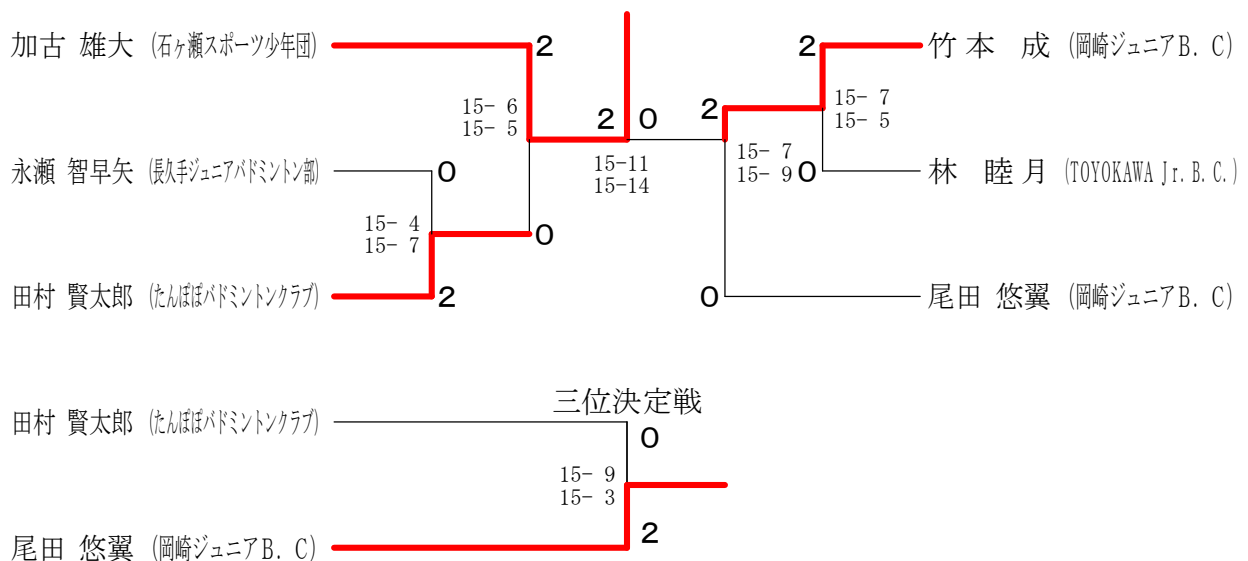 加古 雄大 (石ヶ瀬スポーツ少年団)
2
2
竹本 成 (岡崎ジュニアB. C)
15- 6
15- 5
2
0
2
15- 7
15- 5
15-11
15-14
15- 7
15- 9
0
永瀬 智早矢 (長久手ジュニアバドミントン部)
0
林 睦月 (TOYOKAWA Jr. B. C.)
15- 4
15- 7
0
田村 賢太郎 (たんぽぽバドミントンクラブ)
2
0
尾田 悠翼 (岡崎ジュニアB. C)
三位決定戦
田村 賢太郎 (たんぽぽバドミントンクラブ)
0
15- 9
15- 3
2
尾田 悠翼 (岡崎ジュニアB. C)